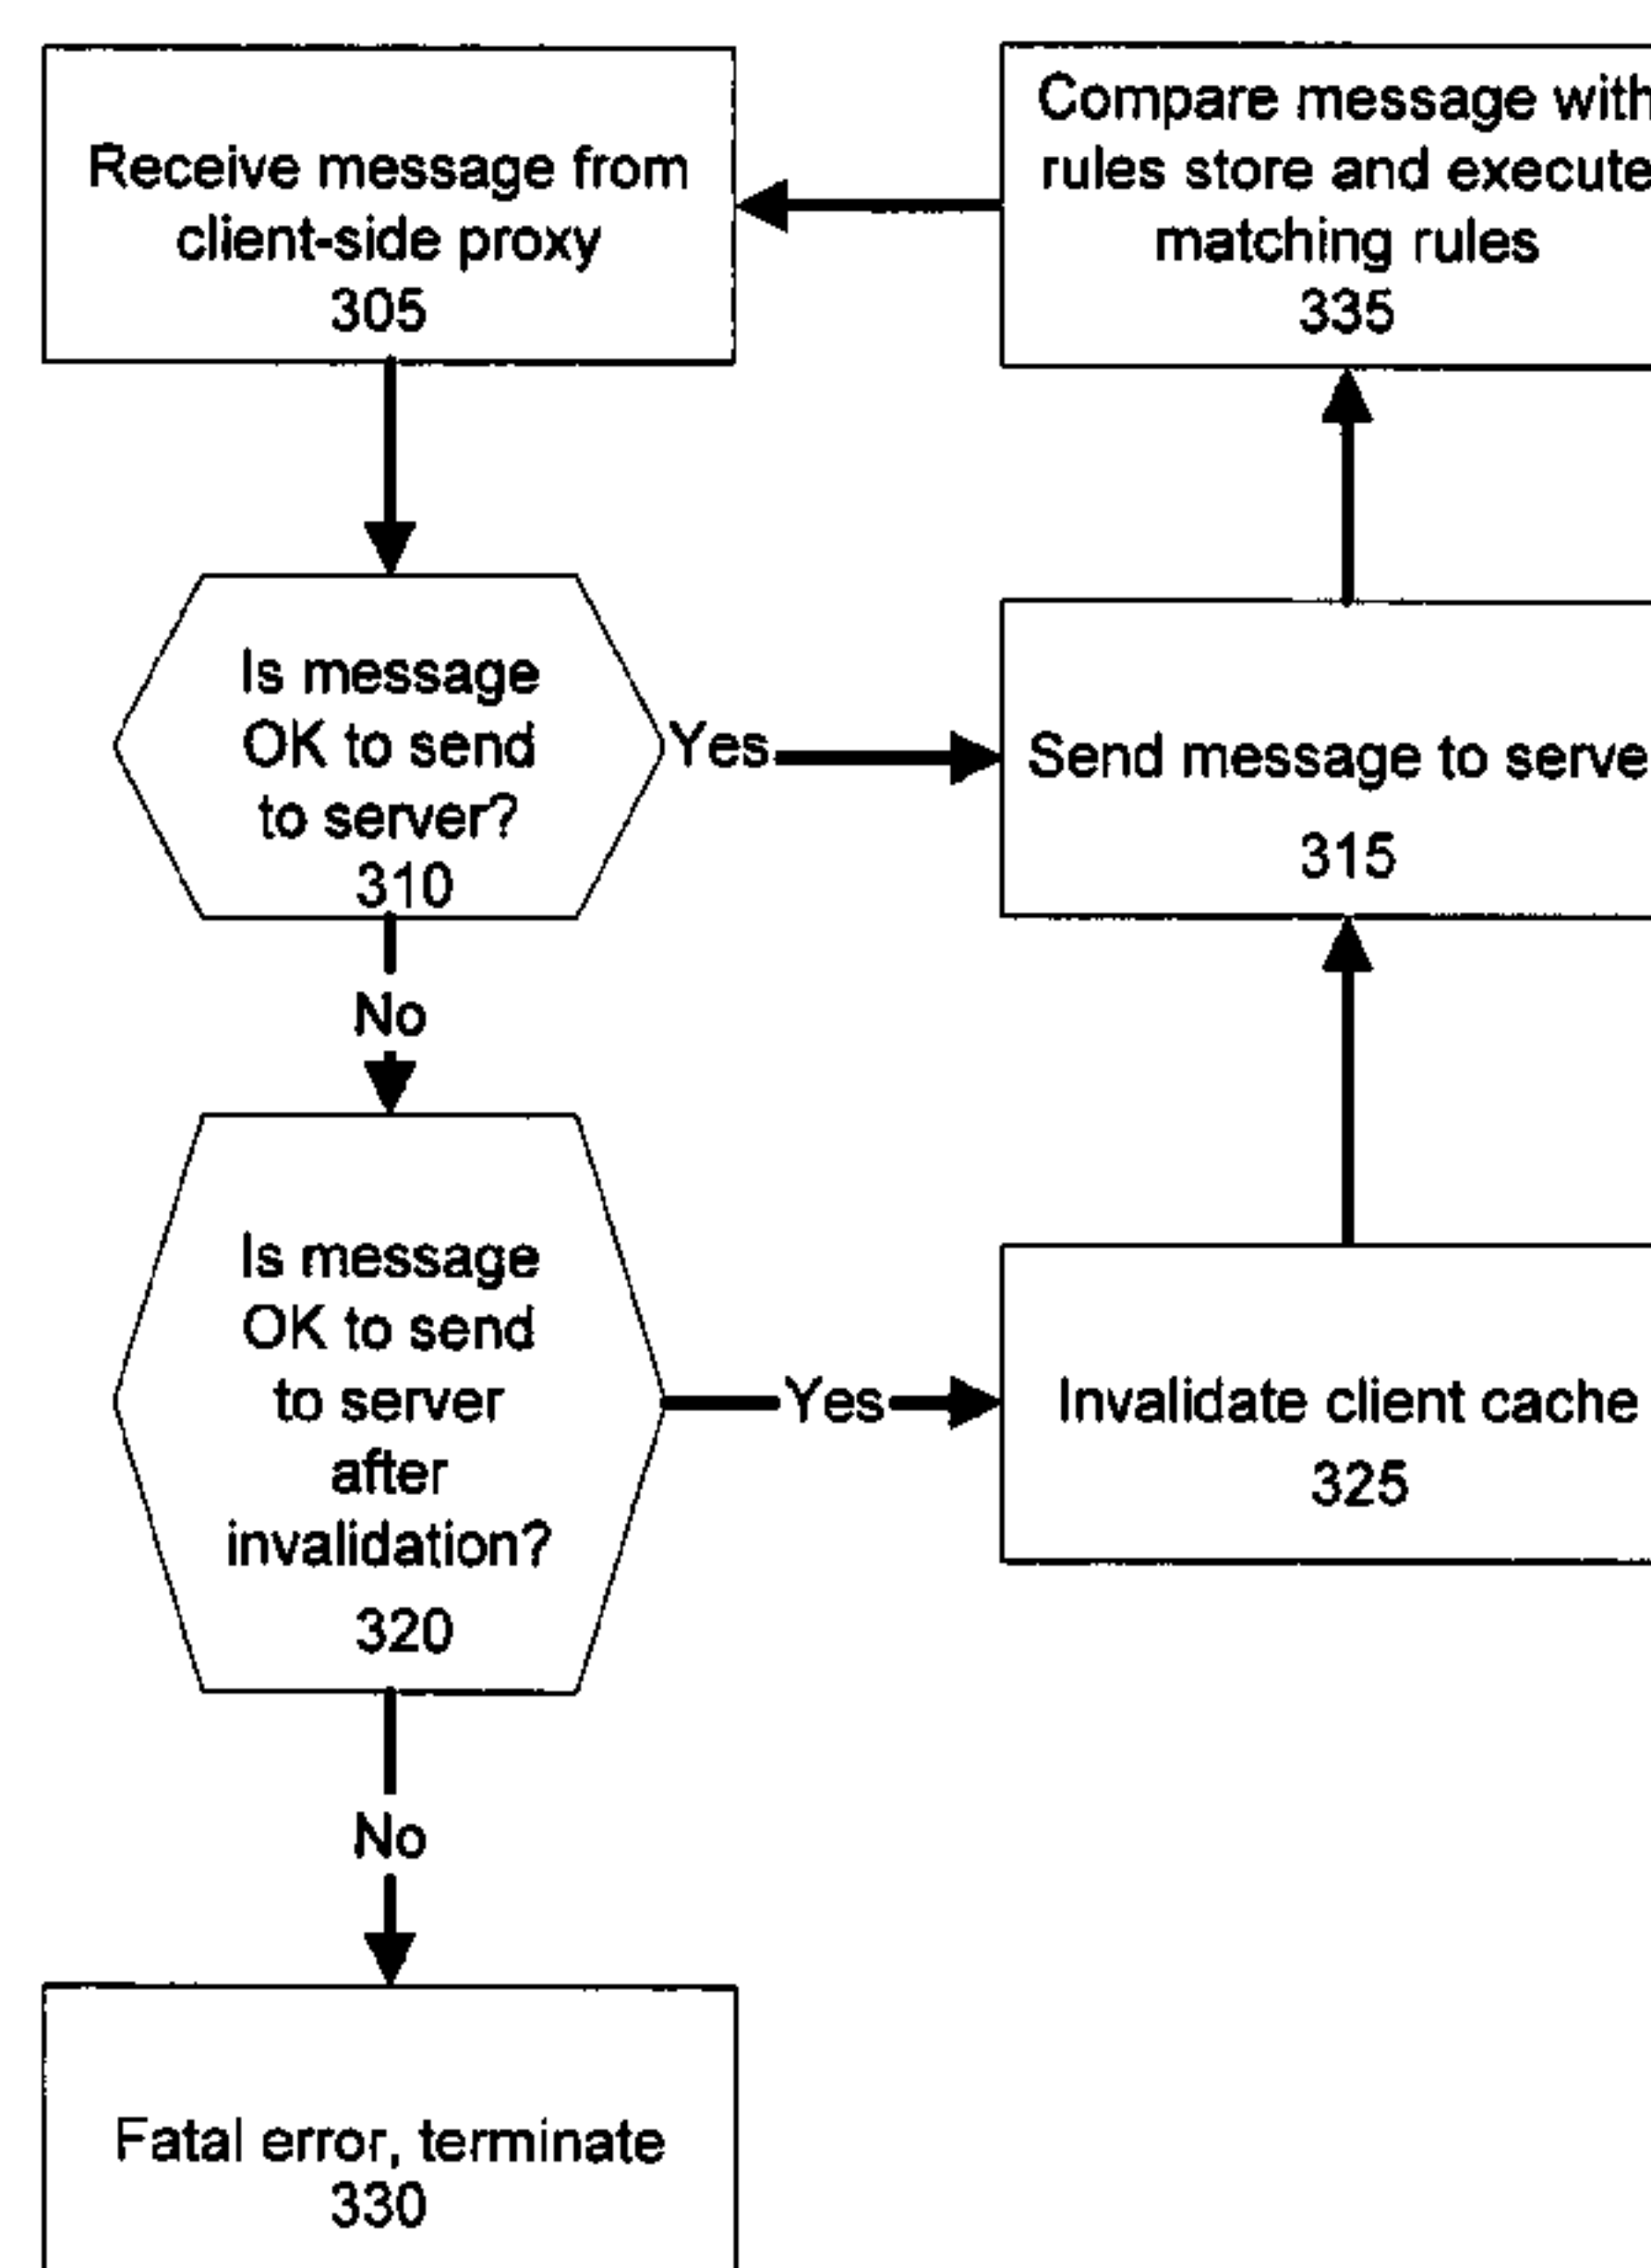 Receive message from
client-side proxy
305
Compare message with
rules store and execute
matching rules
335
Is message
OK to send
to server?
310
Yes
Send message to serve
315
No
Is message
OK to send
to server
after
invalidation?
320
Yes
Invalidate client cache
325
No
Fatal error, terminate
330